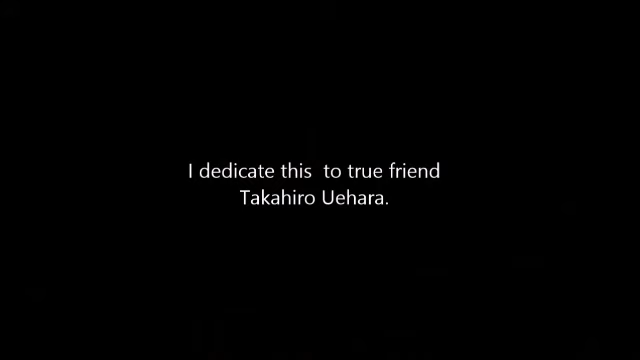 I dedicate this  to true friend
Takahiro Uehara.